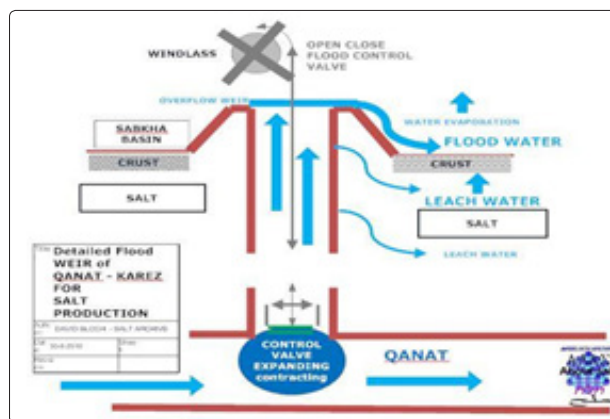 WINDLASS
OPEN CLOSE
FLOOD CONTROL
VALVE
OVERFLOW WEIR
WATER EVAPORATION
FLOOD WATER
SABKHA
BASIN
CRUST
CRUST
SALT
LEACH WATER
SALT
LEACH WATER
Detailed Flood
WEIR of
QANAT - KAREZ
FOR
SALT
PRODUCTION
DAVID BLOCH - SALT ARCHIVE
CONTROL
VALVE
EXPANDING
contracting
QANAT